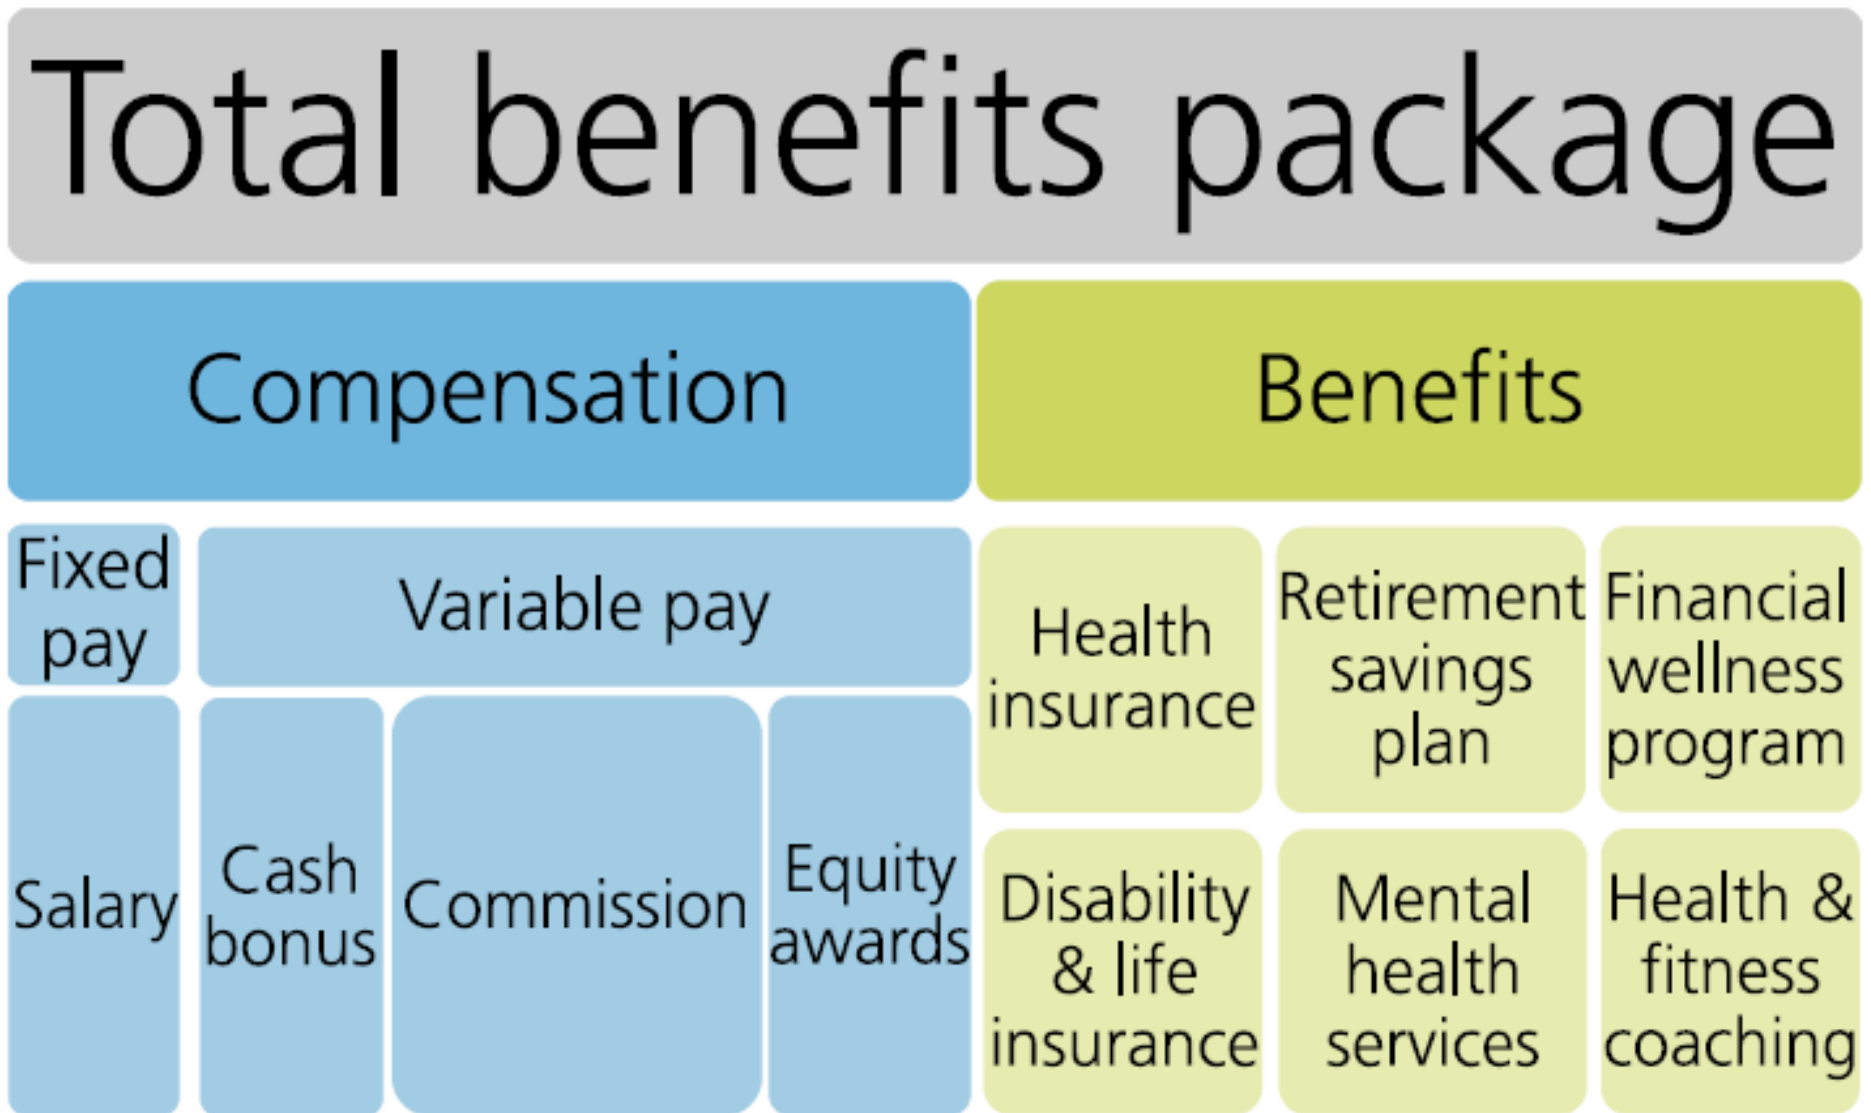 Total benefits package
Compensation
Benefits
Fixed
pay
Variable pay
Salary
Cash
bonus
Commission
Equity
awards
Health
insurance
Retirement
savings
plan
Financial
wellness
program
Disability
& life
insurance
Mental
health
services
Health &
fitness
coaching